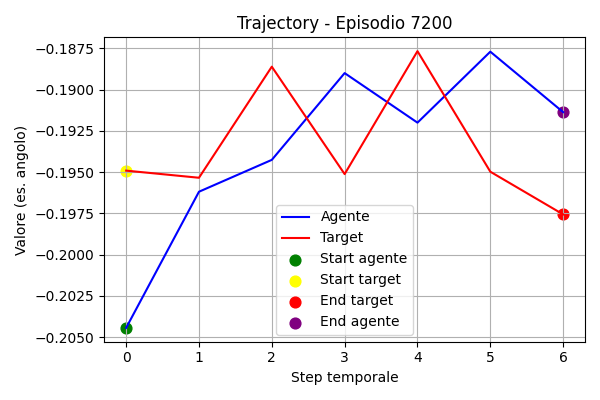 Trajectory - Episodio 7200
Valore (es. angolo)
−0.1875
−0.1900
−0.1925
−0.1950
−0.1975
−0.2000
−0.2025
−0.2050
Agente
Target
Start agente
Start target
End target
End agente
0 1 2 3 4 5 6
Step temporale